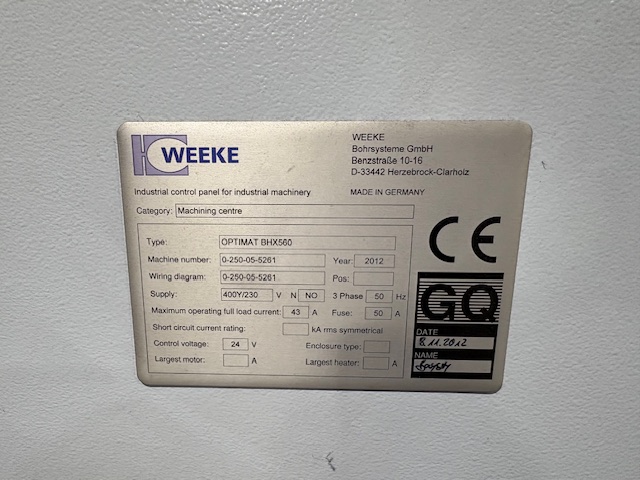 HC WEEKE
WEEKE
Bohrsysteme GmbH
Benzstraße 10-16
D-33442 Herzebrock-Clarholz
Industrial control panel for industrial machinery
MADE IN GERMANY
Category: Machining centre
Type: OPTIMAT BHX560
Machine number: 0-250-05-5261 Year: 2012
Wiring diagram: 0-250-05-5261 Pos:
Supply: 400Y/230 V N NO 3 Phase 50 Hz
Maximum operating full load current: 43 A Fuse: 50 A
Short circuit current rating: kA rms symmetrical
Control voltage: 24 V Enclosure type:
Largest motor: A Largest heater: A
CE
GQ
DATE
8.11.2012
NAME